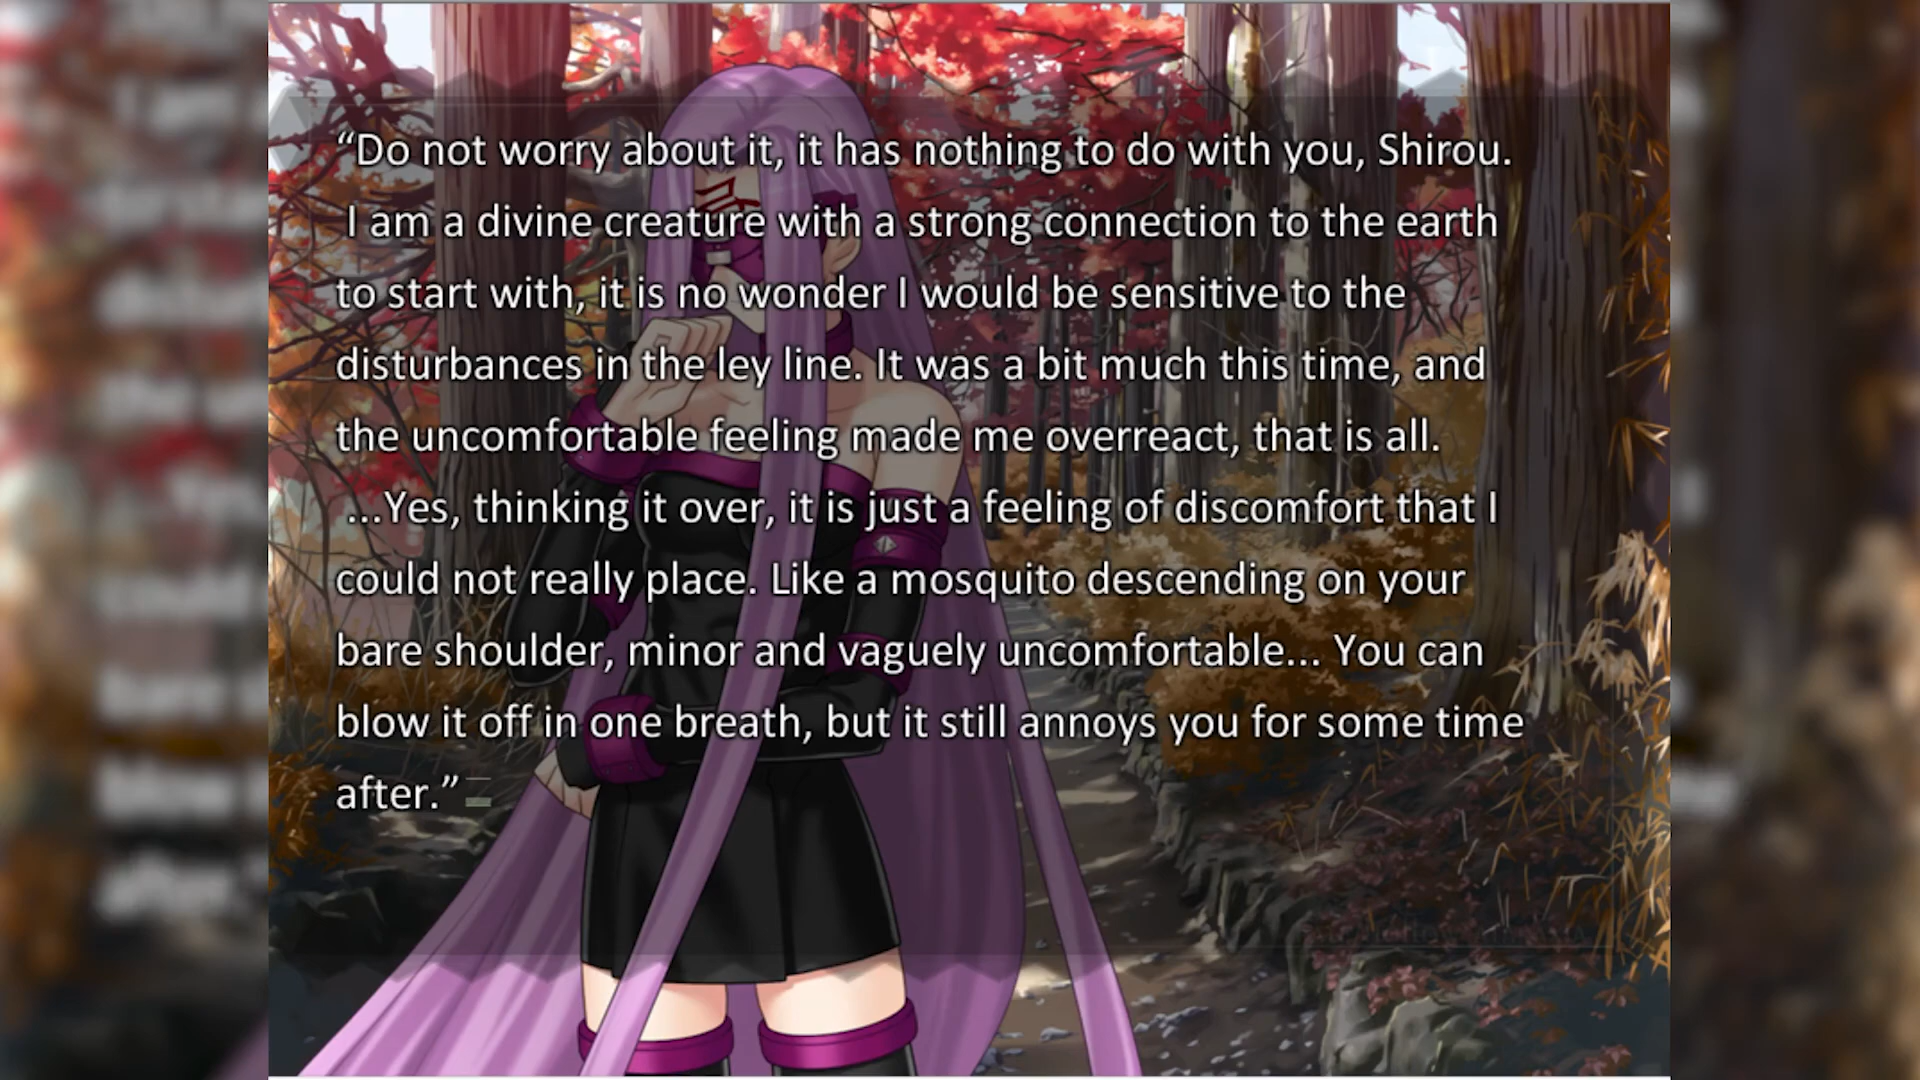 “Do not worry about it, it has nothing to do with you, Shirou.
I am a divine creature with a strong connection to the earth
to start with, it is no wonder I would be sensitive to the
disturbances in the ley line. It was a bit much this time, and
the uncomfortable feeling made me overreact, that is all.
...Yes, thinking it over, it is just a feeling of discomfort that I
could not really place. Like a mosquito descending on your
bare shoulder, minor and vaguely uncomfortable... You can
blow it off in one breath, but it still annoys you for some time
after.”